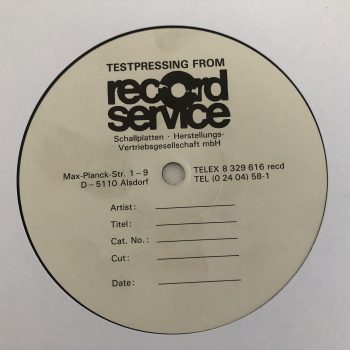 TESTPRESSING FROM
record
service
Schallplatten · Herstellungs-
Vertriebsgesellschaft mbH
Max-Planck-Str. 1–9
D–5110 Alsdorf
TELEX 8 329 616 recd
TEL (0 24 04) 58-1
Artist:
Titel:
Cat. No.:
Cut:
Date: